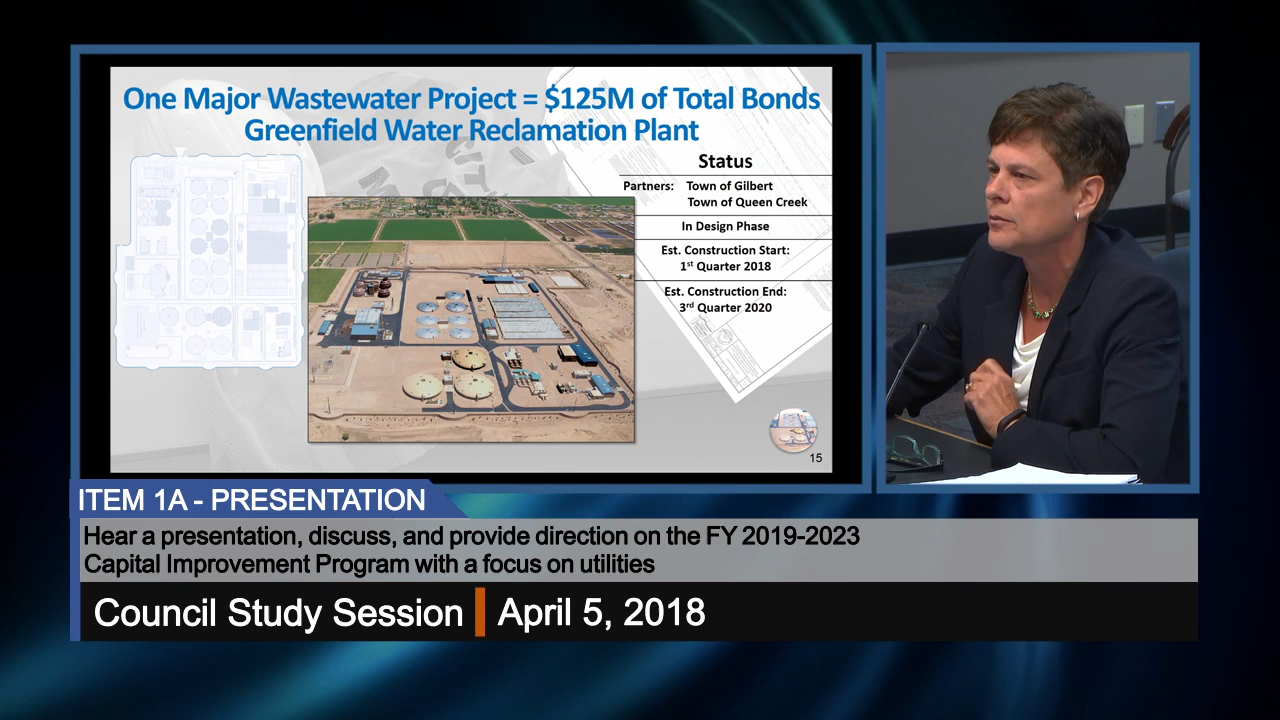 One Major Wastewater Project = $125M of Total Bonds
Greenfield Water Reclamation Plant
Status
Partners: Town of Gilbert
Town of Queen Creek
In Design Phase
Est. Construction Start:
1st Quarter 2018
Est. Construction End:
3rd Quarter 2020
15
ITEM 1A - PRESENTATION
Hear a presentation, discuss, and provide direction on the FY 2019-2023
Capital Improvement Program with a focus on utilities
Council Study Session
April 5, 2018